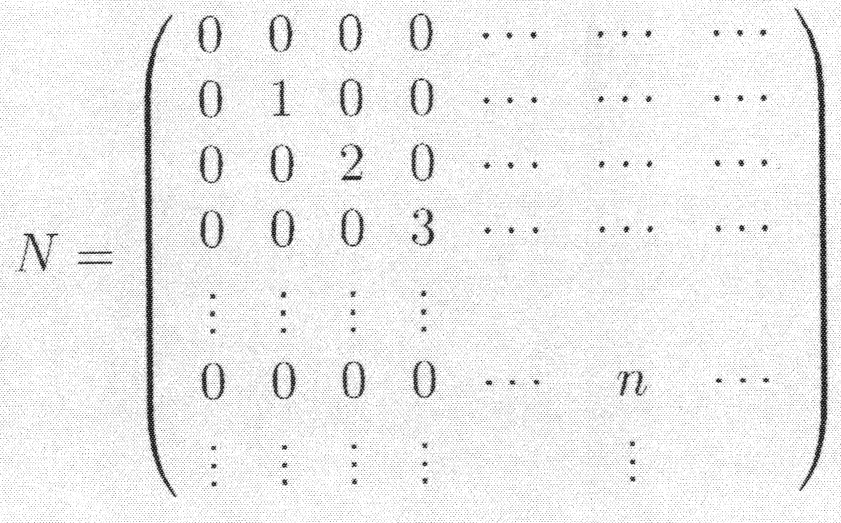 0 0 0 0 ⋯ ⋯ ⋯
0 1 0 0 ⋯ ⋯ ⋯
0 0 2 0 ⋯ ⋯ ⋯
0 0 0 3 ⋯ ⋯ ⋯
N =
⋮ ⋮ ⋮ ⋮
0 0 0 0 ⋯ n ⋯
⋮ ⋮ ⋮ ⋮ ⋮